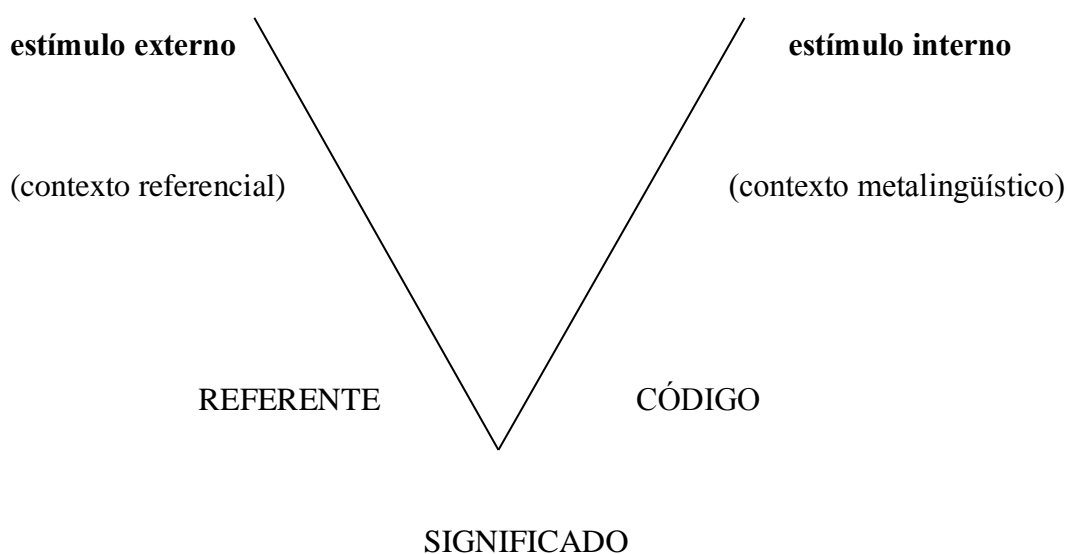 estímulo externo
estímulo interno
(contexto referencial)
(contexto metalingüístico)
REFERENTE
CÓDIGO
SIGNIFICADO